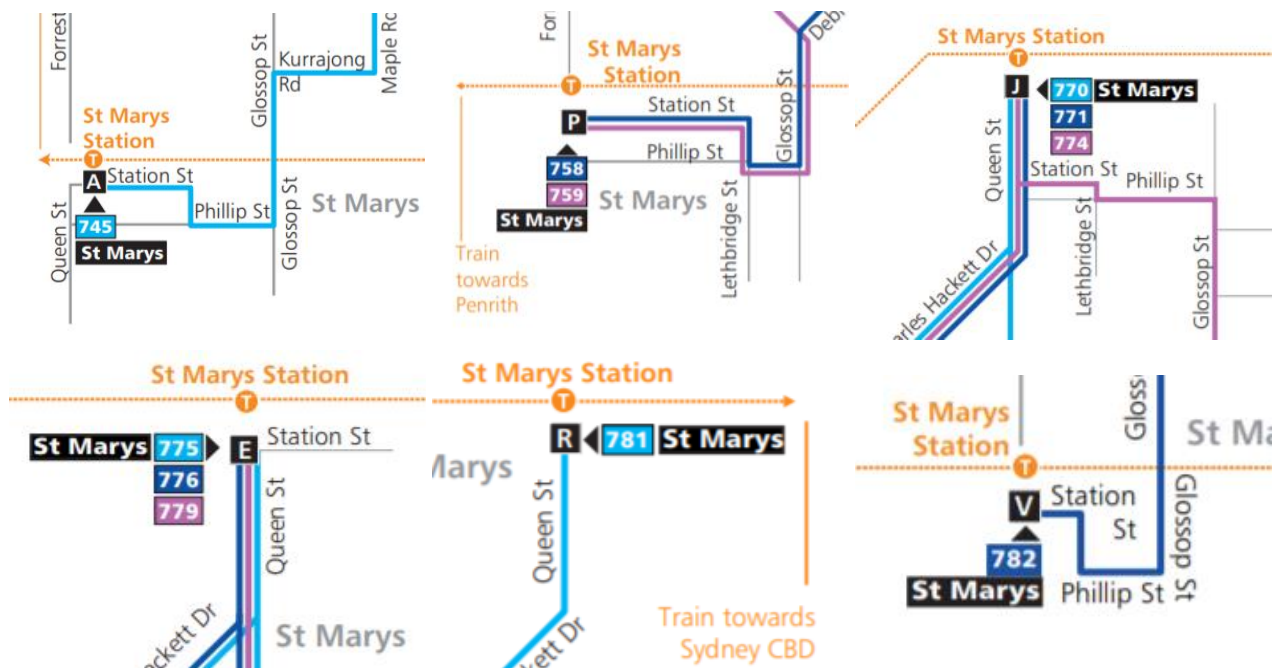 Forrest
Glossop St
Kurrajong
Rd
Maple Rd
St Marys
Station
T
A
Station St
Phillip St
745
St Marys
Queen St
Glossop St
St Marys
St Marys
Station
T
P
Station St
Glossop St
Phillip St
758
759
St Marys
St Marys
Lethbridge St
Train
towards
Penrith
St Marys Station
T
J
770
St Marys
771
774
Queen St
Station St
Phillip St
Lethbridge St
Glossop St
Hackett Dr
St Marys Station
T
St Marys
775
776
779
E
Station St
Queen St
Dr
St Marys
St Marys Station
T
R
781
St Marys
Queen St
Dr
Train towards
Sydney CBD
St Marys
Station
T
V
Station
St
782
St Marys
Phillip St
Glossop St
St